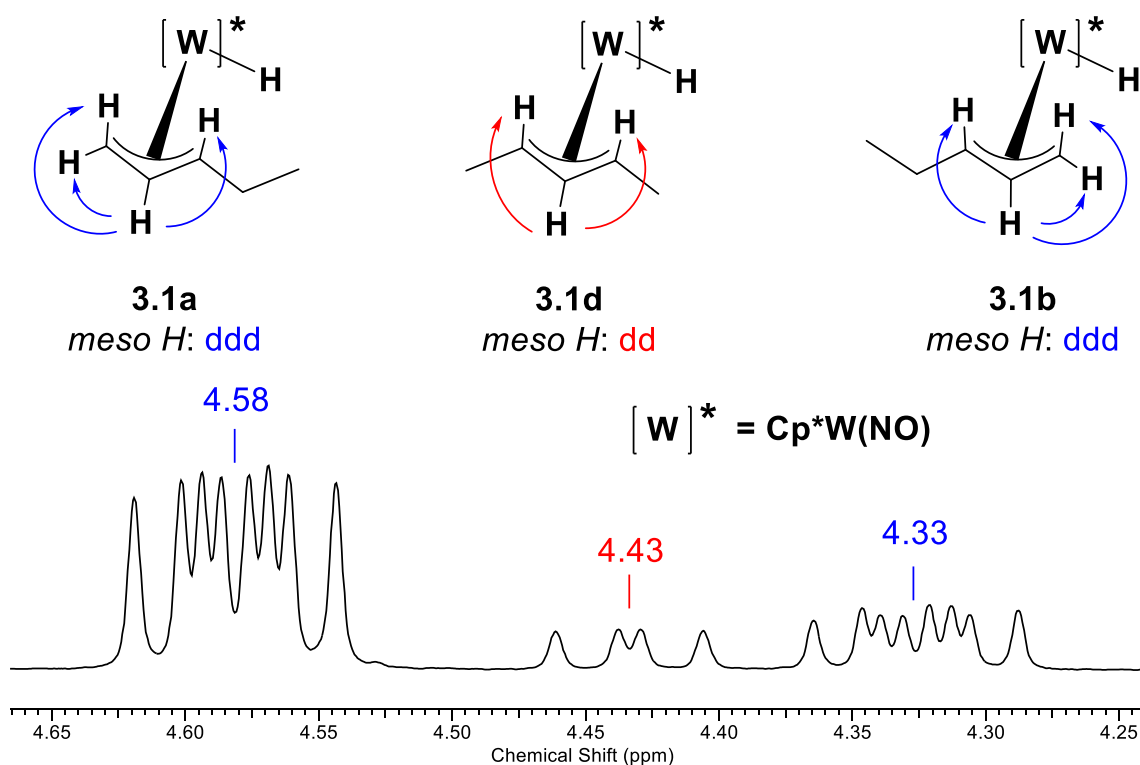 [W]* H H H H H
[W]* H H H H
[W]* H H H H H
3.1a 3.1d 3.1b
meso H: ddd meso H: dd meso H: ddd
4.58
[W]* = Cp*W(NO)
4.43
4.33
4.65 4.60 4.55 4.50 4.45 4.40 4.35 4.30 4.25
Chemical Shift (ppm)